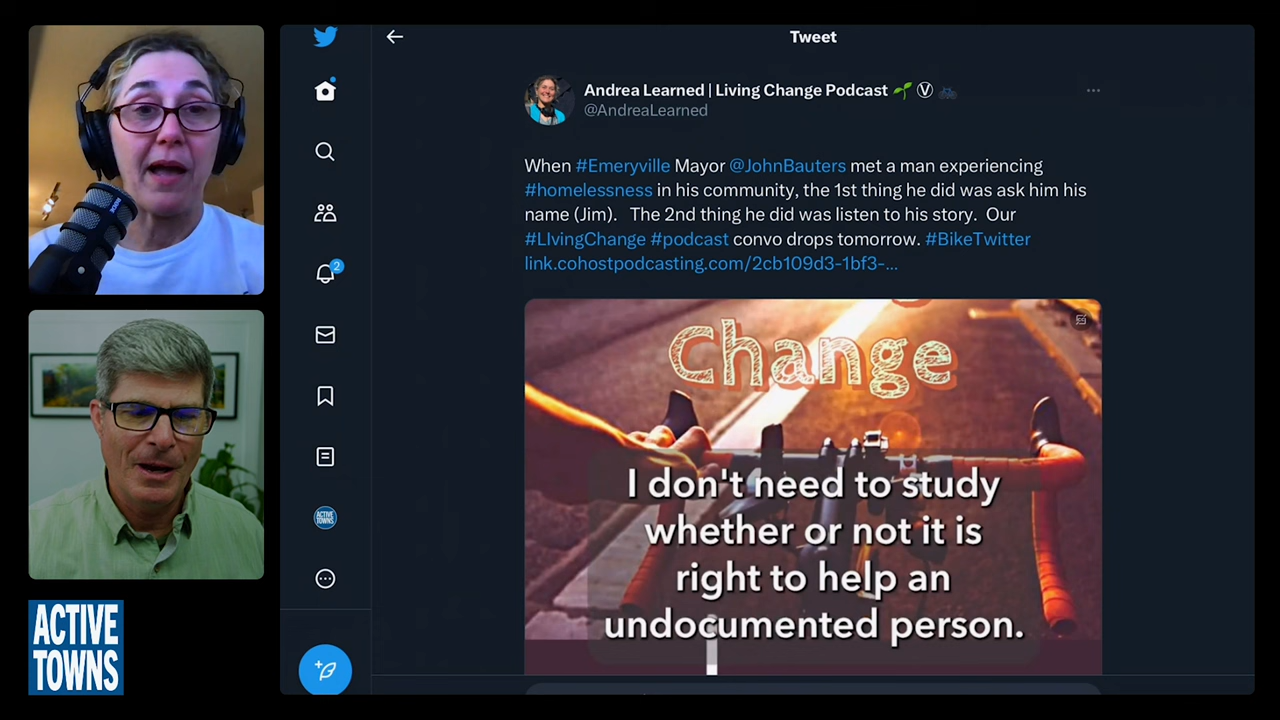 Tweet
Andrea Learned | Living Change Podcast 🌱 Ⓥ 🚲
@AndreaLearned
When #Emeryville Mayor @JohnBauters met a man experiencing
#homelessness in his community, the 1st thing he did was ask him his
name (Jim). The 2nd thing he did was listen to his story. Our
#LIvingChange #podcast convo drops tomorrow. #BikeTwitter
link.cohostpodcasting.com/2cb109d3-1bf3-...
Change
I don't need to study
whether or not it is
right to help an
undocumented person.
2
ACTIVE
TOWNS
ACTIVE
TOWNS